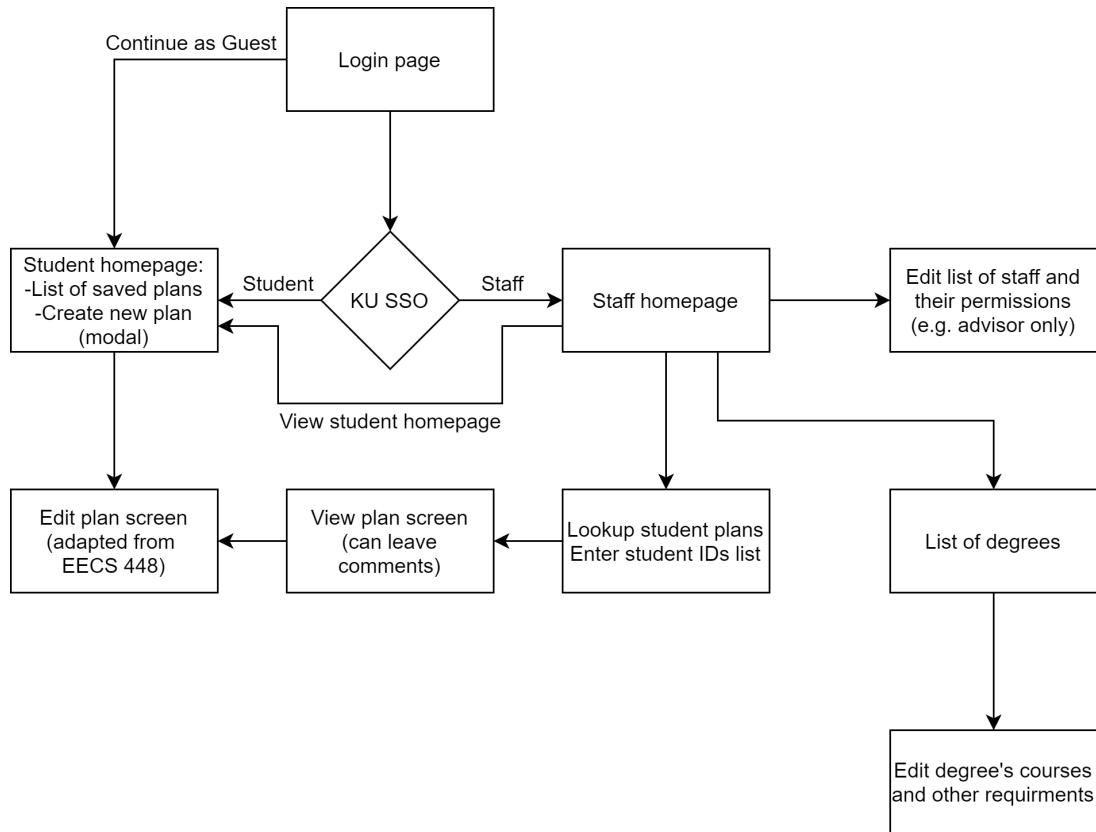 Continue as Guest
Login page
Student homepage:
-List of saved plans
-Create new plan
(modal)
Student
KU SSO
Staff
Staff homepage
Edit list of staff and
their permissions
(e.g. advisor only)
View student homepage
Edit plan screen
(adapted from
EECS 448)
View plan screen
(can leave
comments)
Lookup student plans
Enter student IDs list
List of degrees
Edit degree's courses
and other requirments